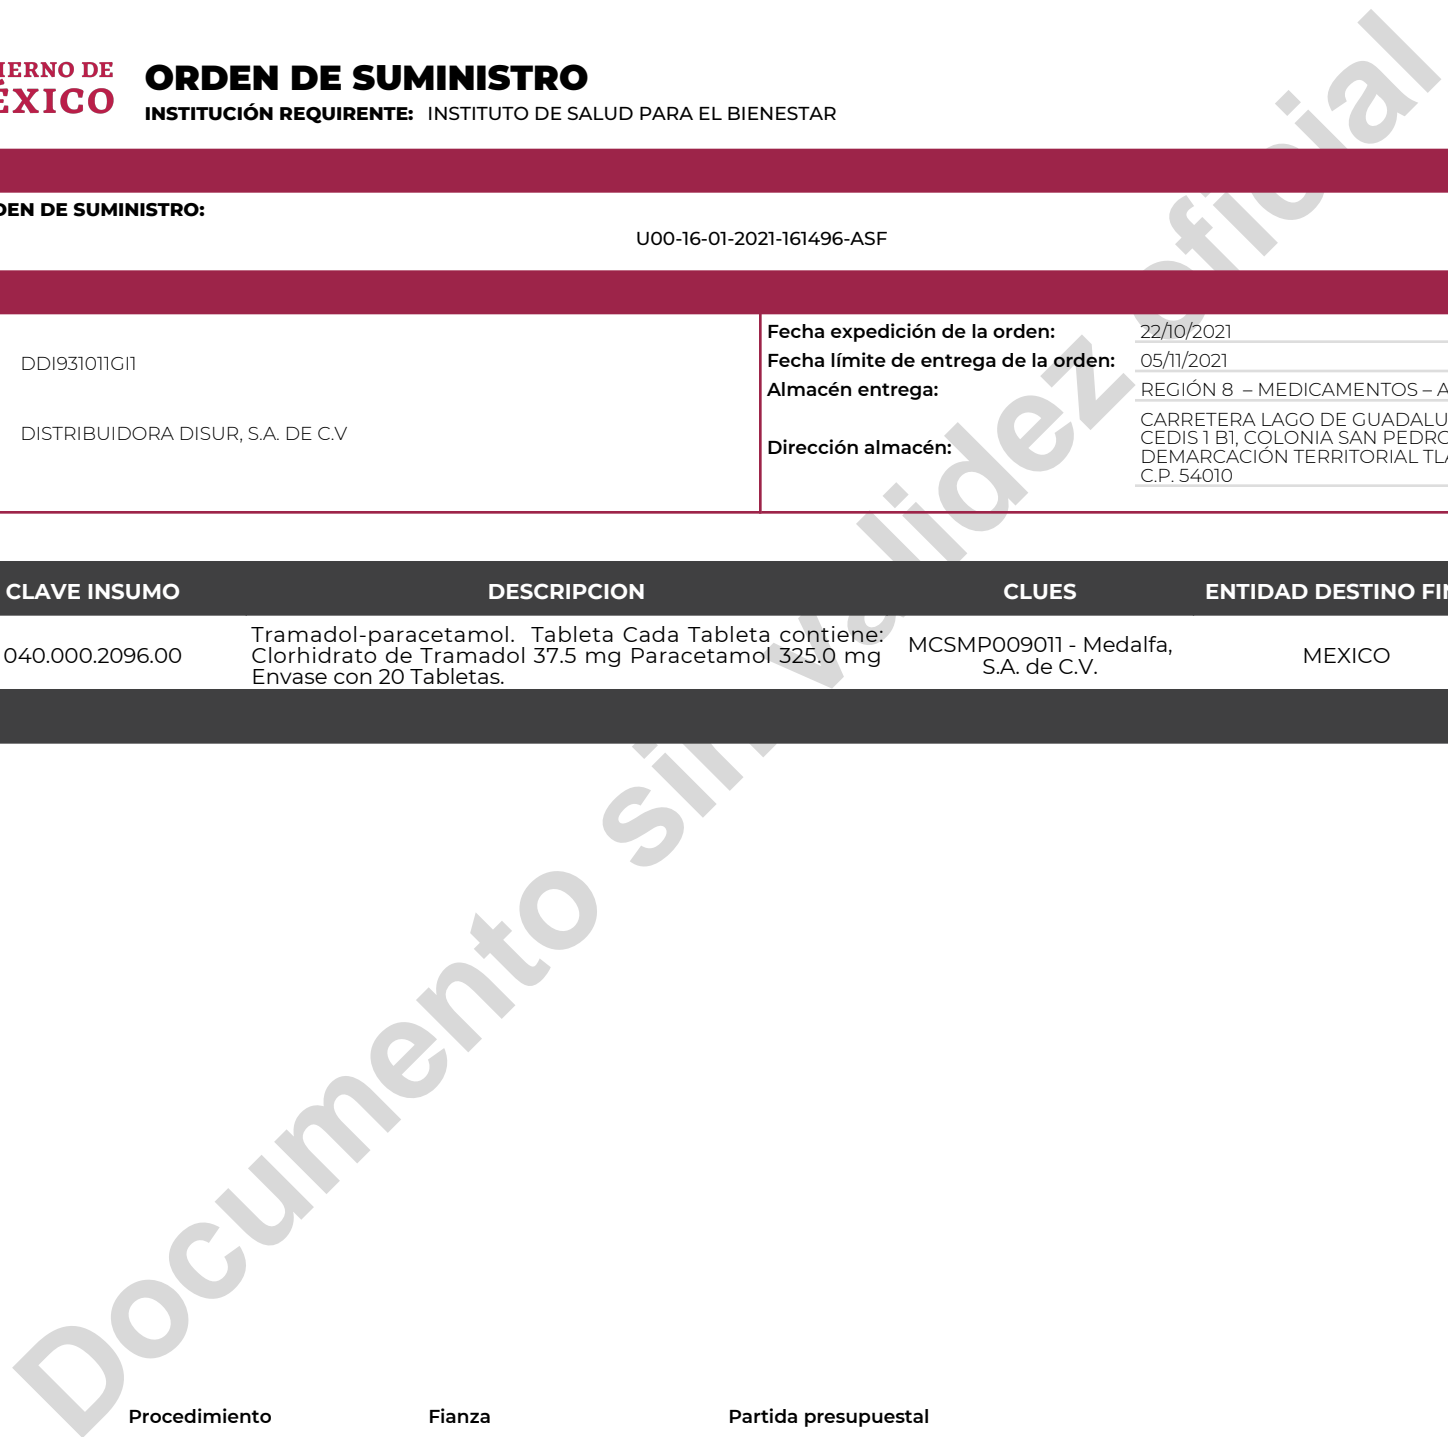 IERNO DE
ÉXICO
ORDEN DE SUMINISTRO
INSTITUCIÓN REQUIRENTE: INSTITUTO DE SALUD PARA EL BIENESTAR
DEN DE SUMINISTRO:
U00-16-01-2021-161496-ASF
DDI931011GI1
DISTRIBUIDORA DISUR, S.A. DE C.V
Fecha expedición de la orden: 22/10/2021
Fecha límite de entrega de la orden: 05/11/2021
Almacén entrega: REGIÓN 8 – MEDICAMENTOS – A
Dirección almacén:
CARRETERA LAGO DE GUADALU
CEDIS 1 B1, COLONIA SAN PEDRO
DEMARCACIÓN TERRITORIAL TLA
C.P. 54010
CLAVE INSUMO DESCRIPCION CLUES ENTIDAD DESTINO FIN
040.000.2096.00
Tramadol-paracetamol. Tableta Cada Tableta contiene:
Clorhidrato de Tramadol 37.5 mg Paracetamol 325.0 mg
Envase con 20 Tabletas.
MCSMP009011 - Medalfa,
S.A. de C.V.
MEXICO
Documento sin validez oficial
Procedimiento Fianza Partida presupuestal